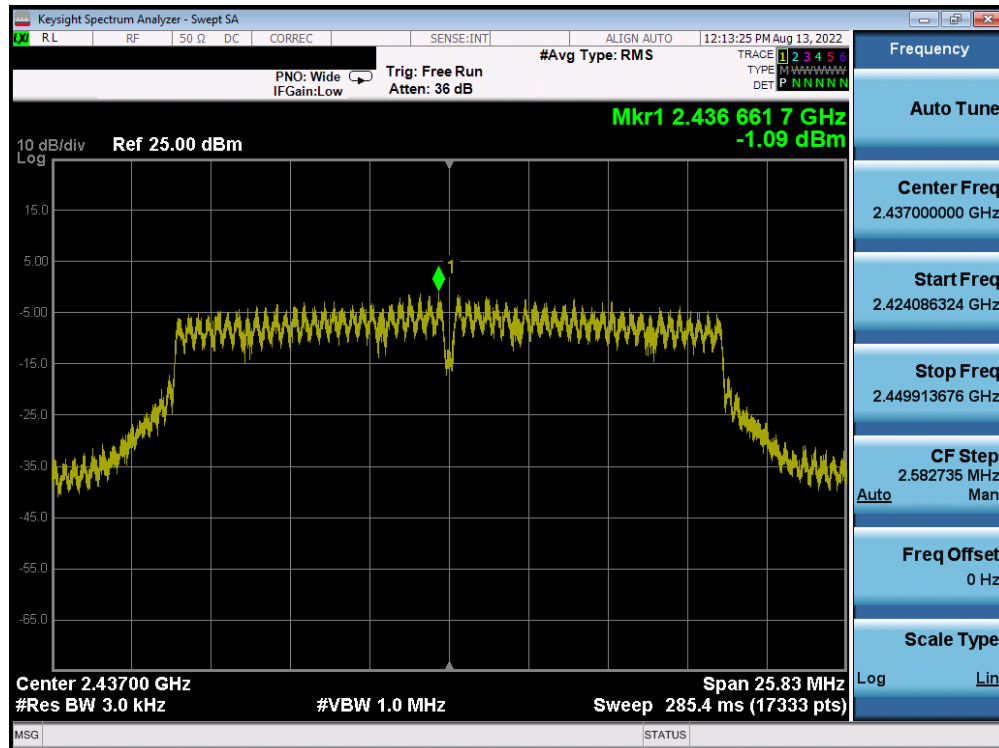 Keysight Spectrum Analyzer - Swept SA
LXI RL RF 50 Ω DC CORREC SENSE:INT ALIGN AUTO 12:13:25 PM Aug 13, 2022
PNO: Wide
IFGain:Low
Trig: Free Run
Atten: 36 dB
#Avg Type: RMS
TRACE 1 2 3 4 5 6
TYPE M WWWWW
DET P N N N N N
Mkr1 2.436 661 7 GHz
-1.09 dBm
10 dB/div Ref 25.00 dBm
Log
15.0
5.00
-5.00
-15.0
-25.0
-35.0
-45.0
-55.0
-65.0
1
Center 2.43700 GHz Span 25.83 MHz
#Res BW 3.0 kHz #VBW 1.0 MHz Sweep 285.4 ms (17333 pts)
MSG STATUS
Frequency
Auto Tune
Center Freq
2.437000000 GHz
Start Freq
2.424086324 GHz
Stop Freq
2.449913676 GHz
CF Step
2.582735 MHz
Auto Man
Freq Offset
0 Hz
Scale Type
Log Lin